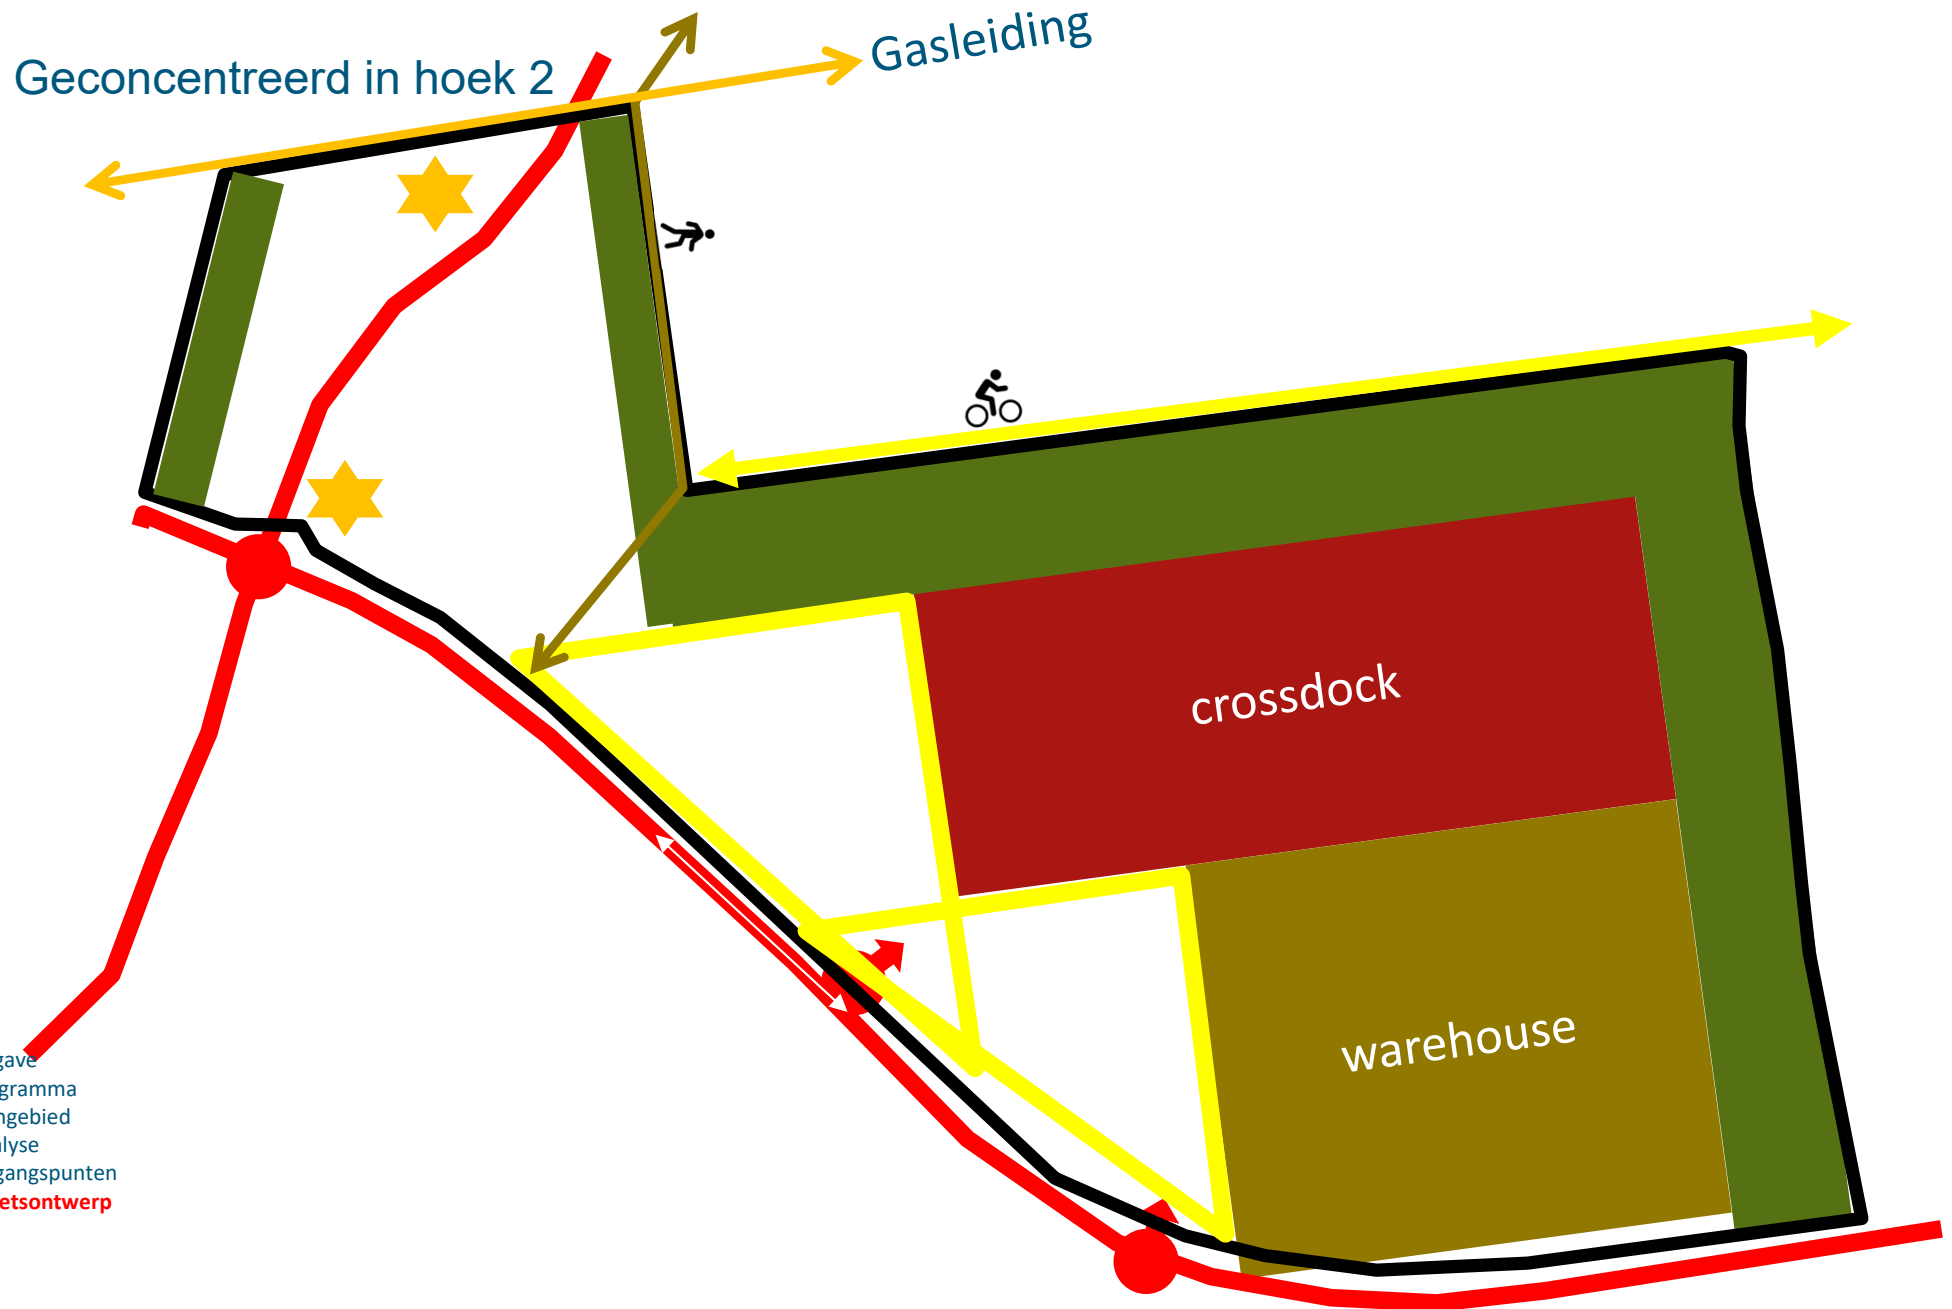 Geconcentreerd in hoek 2
Gasleiding
crossdock
warehouse
gave
gramma
ngebied
lyse
gangspunten
etsontwerp